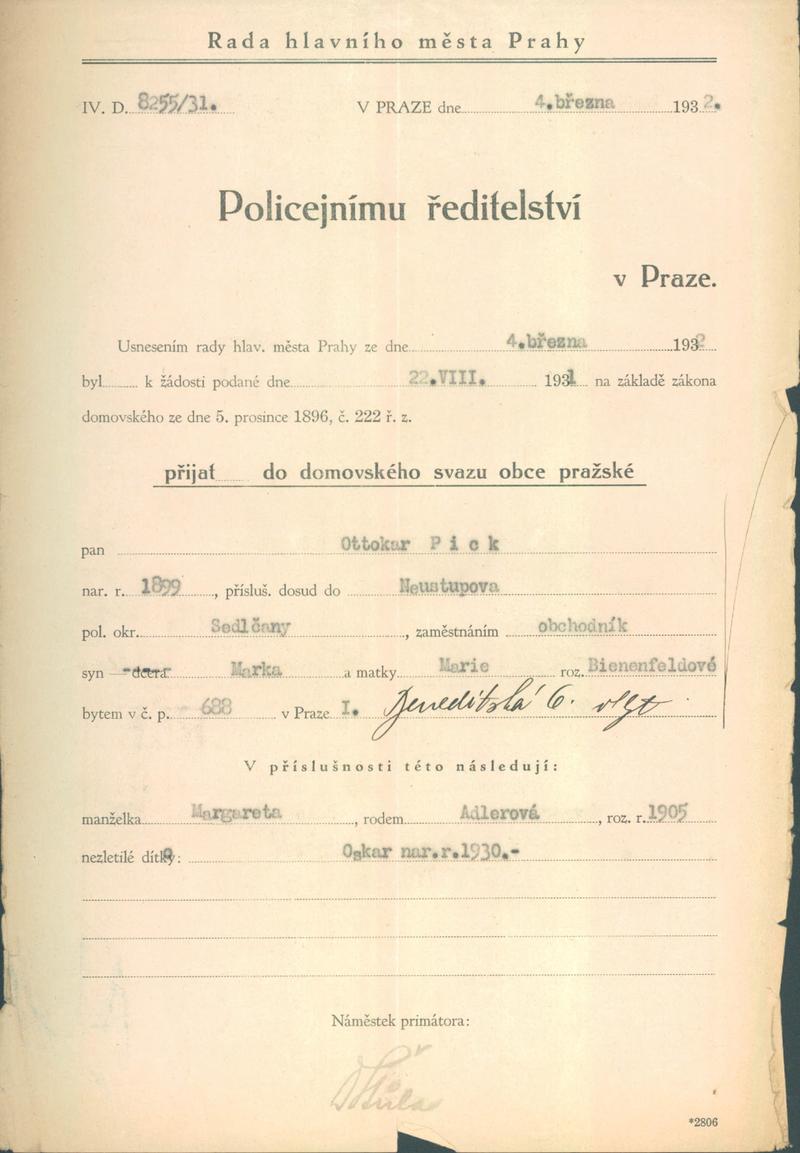 Rada hlavního města Prahy
IV. D. 8255/31. V PRAZE dne 4.března 1932.
Policejnímu ředitelství
v Praze.
Usnesením rady hlav. města Prahy ze dne 4.března 1932
byl k žádosti podané dne 22.VIII. 1931 na základě zákona
domovského ze dne 5. prosince 1896, č. 222 ř. z.
přijat do domovského svazu obce pražské
pan Ottokar Pick
nar. r. 1899, přísluš. dosud do Neustupova
pol. okr. Sedlčany, zaměstnáním obchodník
syn dcera Marka a matky Marie roz. Bienenfeldové
bytem v č. p. 688 v Praze I. Benediktská 6.
V příslušnosti této následují:
manželka Margareta, rodem Adlerová, roz. r. 1905
nezletilé dítě: Oskar nar.r.1930.-
Náměstek primátora:
*2806